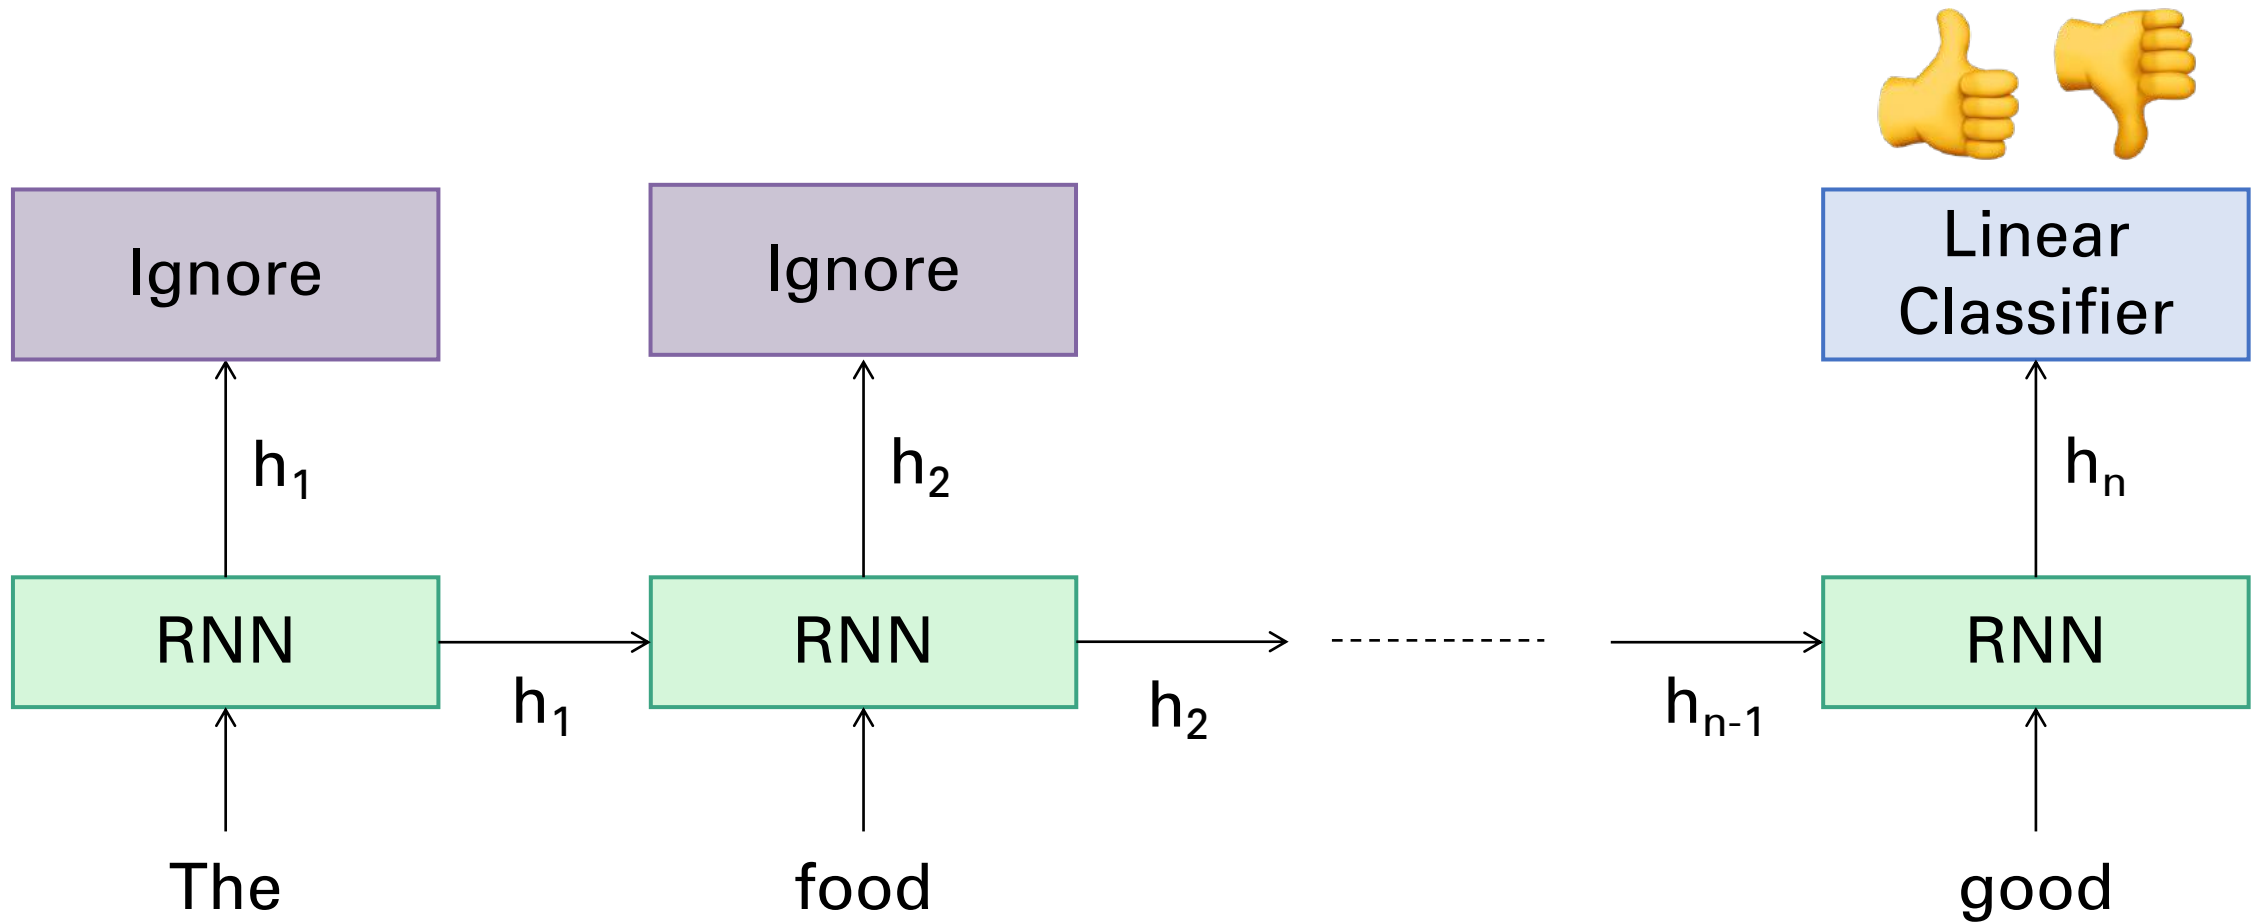 Ignore
Ignore
Linear
Classifier
h₁
h₂
hₙ
RNN
RNN
RNN
h₁
h₂
hₙ₋₁
The
food
good